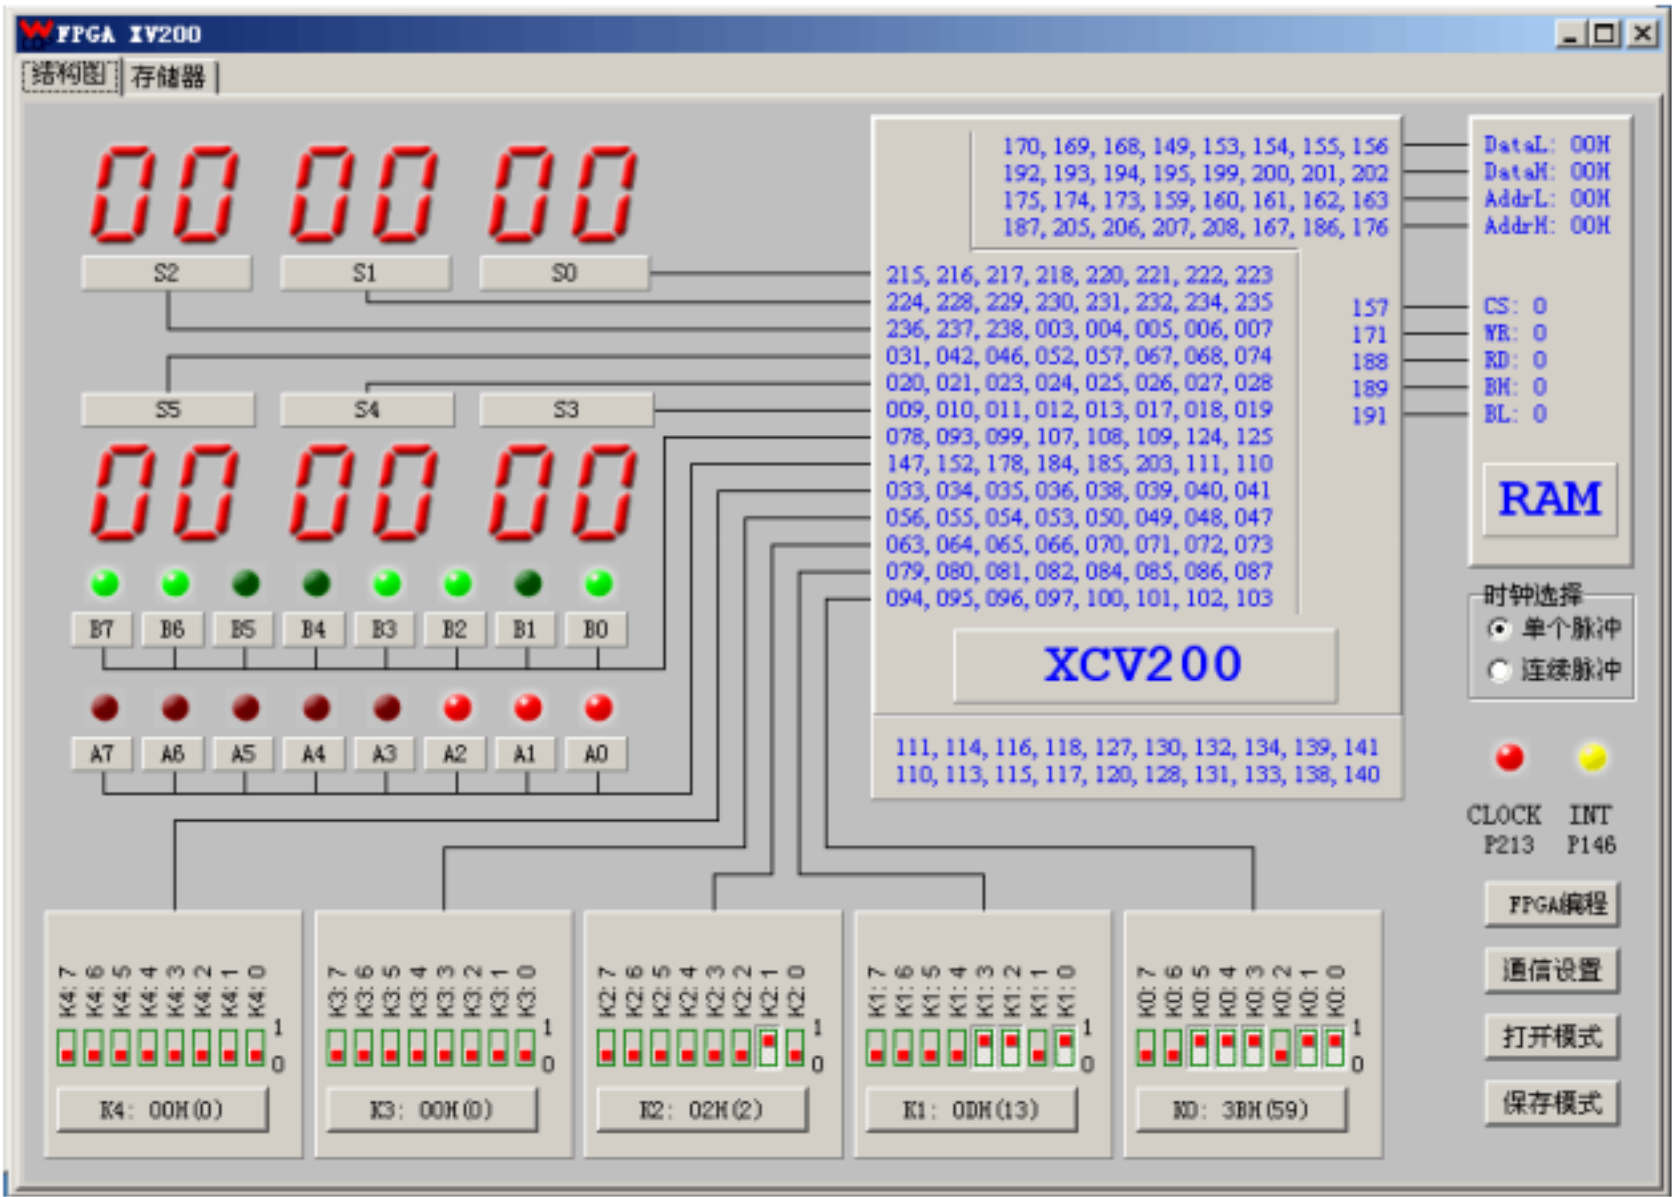 FPGA XV200
结构图 存储器
00 00 00
S2 S1 S0
S5 S4 S3
00 00 00
B7 B6 B5 B4 B3 B2 B1 B0
A7 A6 A5 A4 A3 A2 A1 A0
170, 169, 168, 149, 153, 154, 155, 156
192, 193, 194, 195, 199, 200, 201, 202
175, 174, 173, 159, 160, 161, 162, 163
187, 205, 206, 207, 208, 167, 186, 176
215, 216, 217, 218, 220, 221, 222, 223
224, 228, 229, 230, 231, 232, 234, 235
236, 237, 238, 003, 004, 005, 006, 007
031, 042, 046, 052, 057, 067, 068, 074
020, 021, 023, 024, 025, 026, 027, 028
009, 010, 011, 012, 013, 017, 018, 019
078, 093, 099, 107, 108, 109, 124, 125
147, 152, 178, 184, 185, 203, 111, 110
033, 034, 035, 036, 038, 039, 040, 041
056, 055, 054, 053, 050, 049, 048, 047
063, 064, 065, 066, 070, 071, 072, 073
079, 080, 081, 082, 084, 085, 086, 087
094, 095, 096, 097, 100, 101, 102, 103
157
171
188
189
191
XCV200
111, 114, 116, 118, 127, 130, 132, 134, 139, 141
110, 113, 115, 117, 120, 128, 131, 133, 138, 140
DataL: 00H
DataH: 00H
AddrL: 00H
AddrH: 00H
CS: 0
WR: 0
RD: 0
BH: 0
BL: 0
RAM
时钟选择
单个脉冲
连续脉冲
CLOCK INT
P213 P146
FPGA编程
通信设置
打开模式
保存模式
K4:7 K4:6 K4:5 K4:4 K4:3 K4:2 K4:1 K4:0
1
0
K4: 00H(0)
K3:7 K3:6 K3:5 K3:4 K3:3 K3:2 K3:1 K3:0
1
0
K3: 00H(0)
K2:7 K2:6 K2:5 K2:4 K2:3 K2:2 K2:1 K2:0
1
0
K2: 02H(2)
K1:7 K1:6 K1:5 K1:4 K1:3 K1:2 K1:1 K1:0
1
0
K1: 0DH(13)
K0:7 K0:6 K0:5 K0:4 K0:3 K0:2 K0:1 K0:0
1
0
K0: 3BH(59)